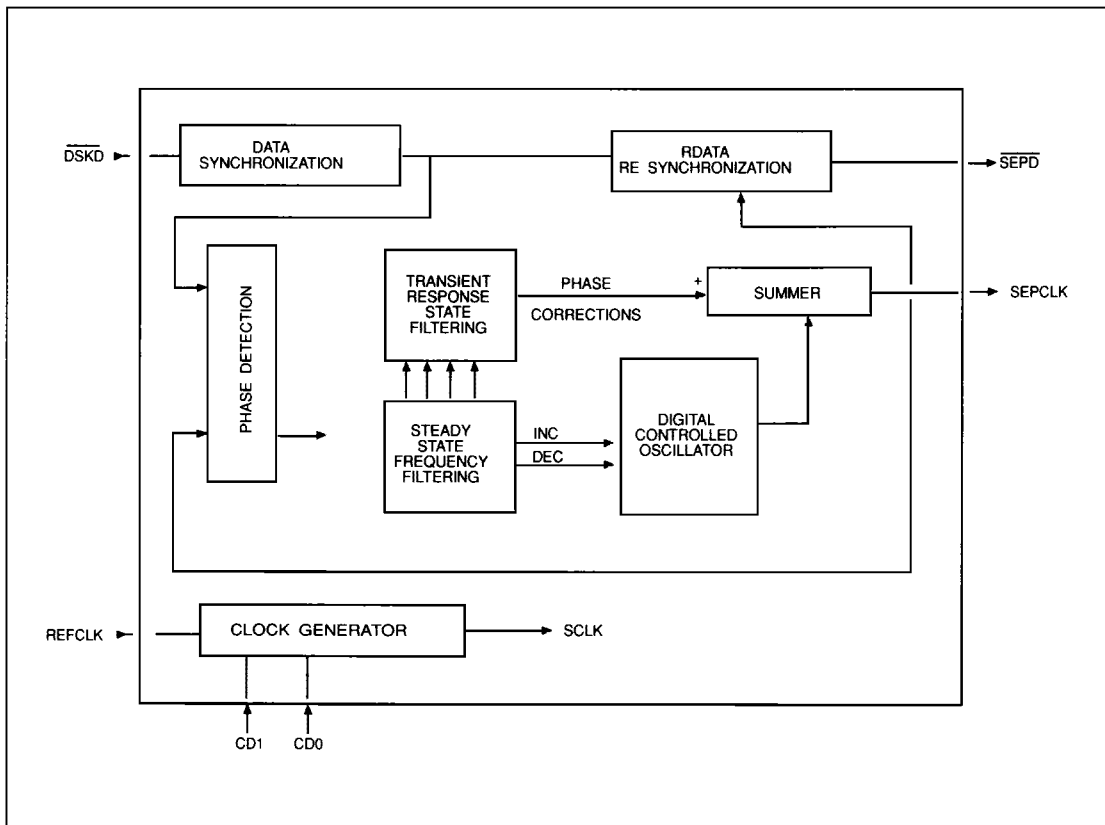 DSKD
DATA
SYNCHRONIZATION
RDATA
RE SYNCHRONIZATION
SEPD
PHASE DETECTION
TRANSIENT
RESPONSE
STATE
FILTERING
PHASE
CORRECTIONS
+
SUMMER
SEPCLK
STEADY
STATE
FREQUENCY
FILTERING
INC
DEC
DIGITAL
CONTROLLED
OSCILLATOR
REFCLK
CLOCK GENERATOR
SCLK
CD1
CD0